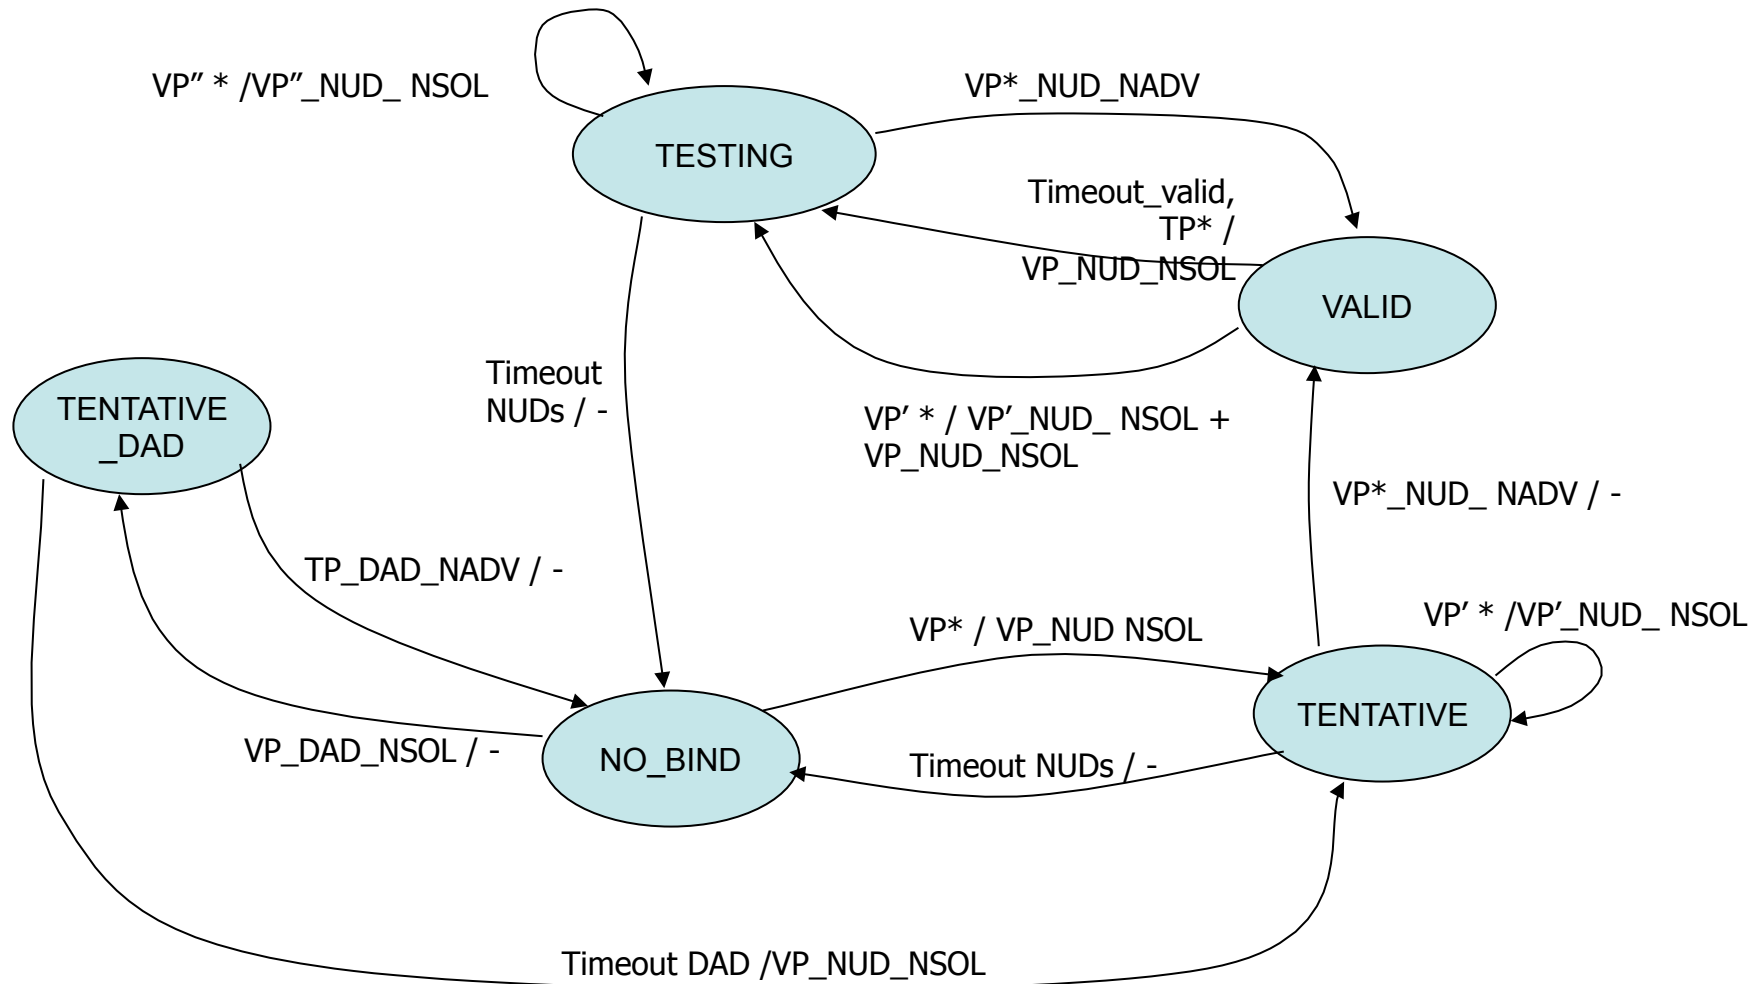 VP” * /VP”_NUD_ NSOL
VP*_NUD_NADV
TESTING
Timeout_valid,
TP* /
VP_NUD_NSOL
VALID
Timeout
NUDs / -
TENTATIVE
_DAD
VP’ * / VP’_NUD_ NSOL +
VP_NUD_NSOL
VP*_NUD_ NADV / -
TP_DAD_NADV / -
VP* / VP_NUD NSOL
VP’ * /VP’_NUD_ NSOL
TENTATIVE
VP_DAD_NSOL / -
NO_BIND
Timeout NUDs / -
Timeout DAD /VP_NUD_NSOL